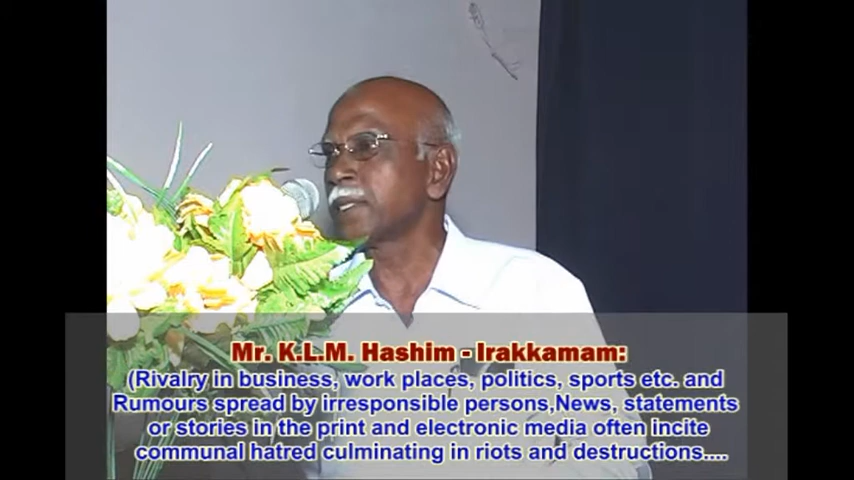 Mr. K.L.M. Hashim - Irakkamam:
(Rivalry in business, work places, politics, sports etc. and
Rumours spread by irresponsible persons,News, statements
or stories in the print and electronic media often incite
communal hatred culminating in riots and destructions....